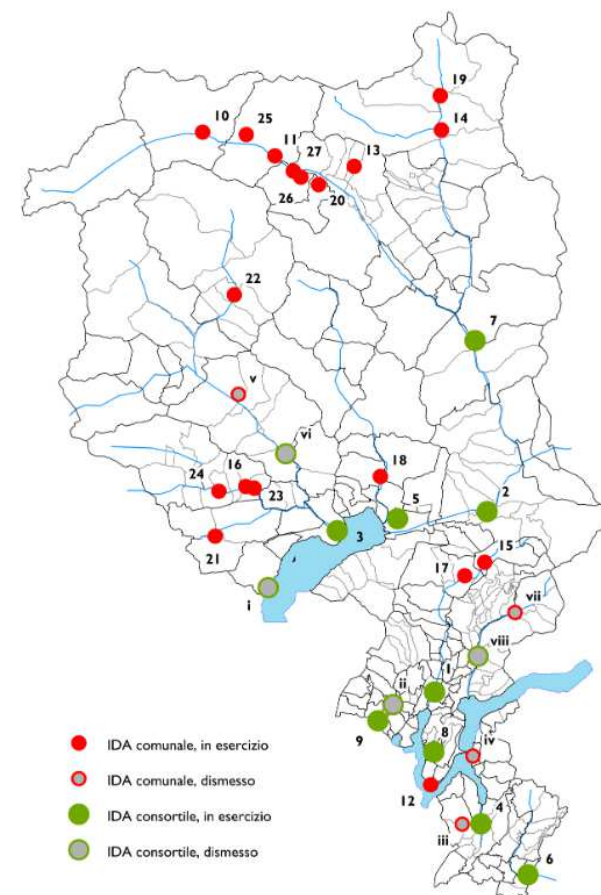 19
10
25
14
11
27
13
26
20
22
7
v
vi
16
24
18
23
5
2
3
21
15
17
i
vii
viii
ii
1
9
8
iv
12
4
iii
6
IDA comunale, in esercizio
IDA comunale, dismesso
IDA consortile, in esercizio
IDA consortile, dismesso